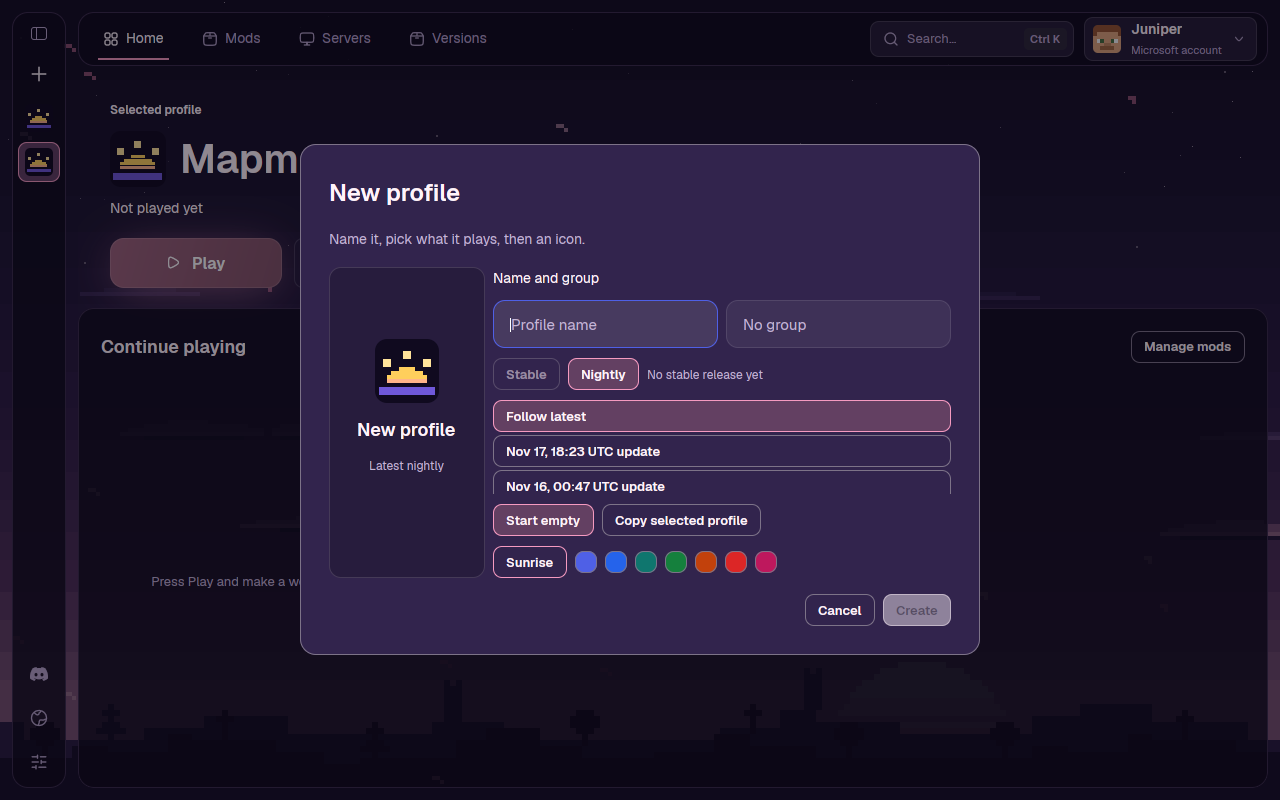 Home
Mods
Servers
Versions
Search...
Ctrl K
Juniper
Microsoft account
Selected profile
Mapm
Not played yet
Play
Continue playing
Manage mods
Press Play and make a w
New profile
Name it, pick what it plays, then an icon.
New profile
Latest nightly
Name and group
Profile name
No group
Stable
Nightly
No stable release yet
Follow latest
Nov 17, 18:23 UTC update
Nov 16, 00:47 UTC update
Start empty
Copy selected profile
Sunrise
Cancel
Create